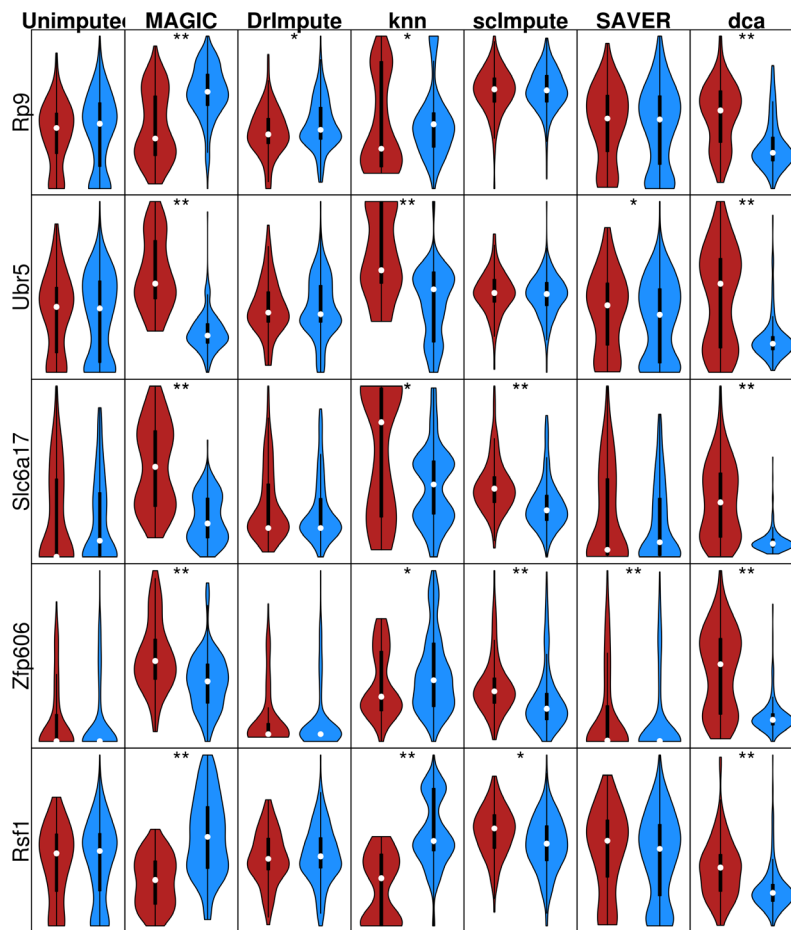 Unimputed MAGIC DrImpute knn scImpute SAVER dca
Rp9 ** * * **
Ubr5 ** ** * **
Slc6a17 ** * ** **
Zfp606 ** * ** ** **
Rsf1 ** ** * **